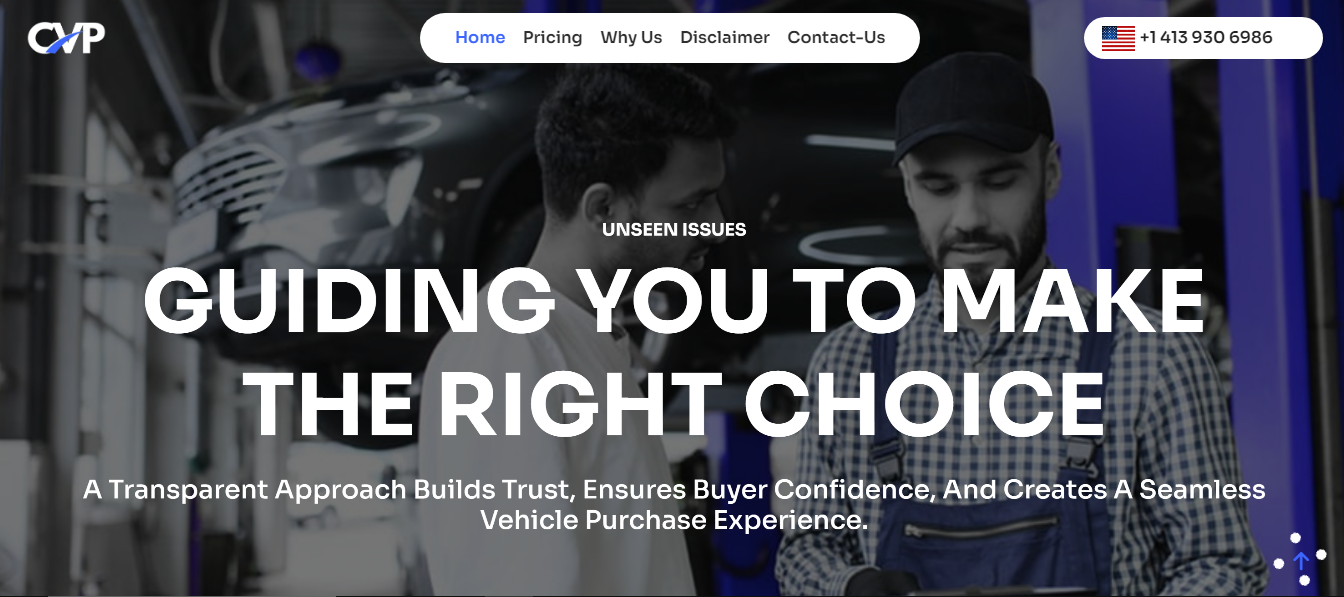 CVP
Home Pricing Why Us Disclaimer Contact-Us
+1 413 930 6986
UNSEEN ISSUES
GUIDING YOU TO MAKE
THE RIGHT CHOICE
A Transparent Approach Builds Trust, Ensures Buyer Confidence, And Creates A Seamless
Vehicle Purchase Experience.